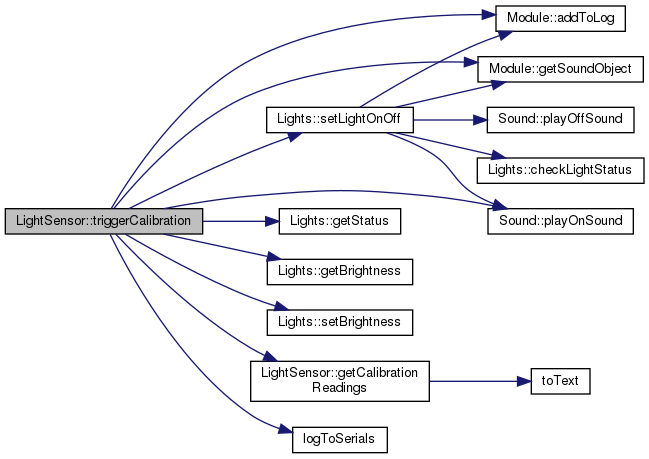 Module::addToLog
Module::getSoundObject
Lights::setLightOnOff
Sound::playOffSound
Lights::checkLightStatus
LightSensor::triggerCalibration
Lights::getStatus
Sound::playOnSound
Lights::getBrightness
Lights::setBrightness
LightSensor::getCalibration
Readings
toText
logToSerials